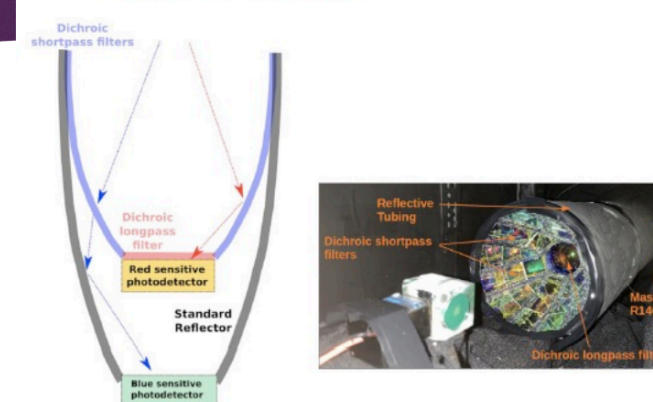 Dichroic
shortpass filters
Dichroic
longpass
filter
Red sensitive
photodetector
Standard
Reflector
Blue sensitive
photodetector
Reflective
Tubing
Dichroic shortpass
filters
Dichroic longpass